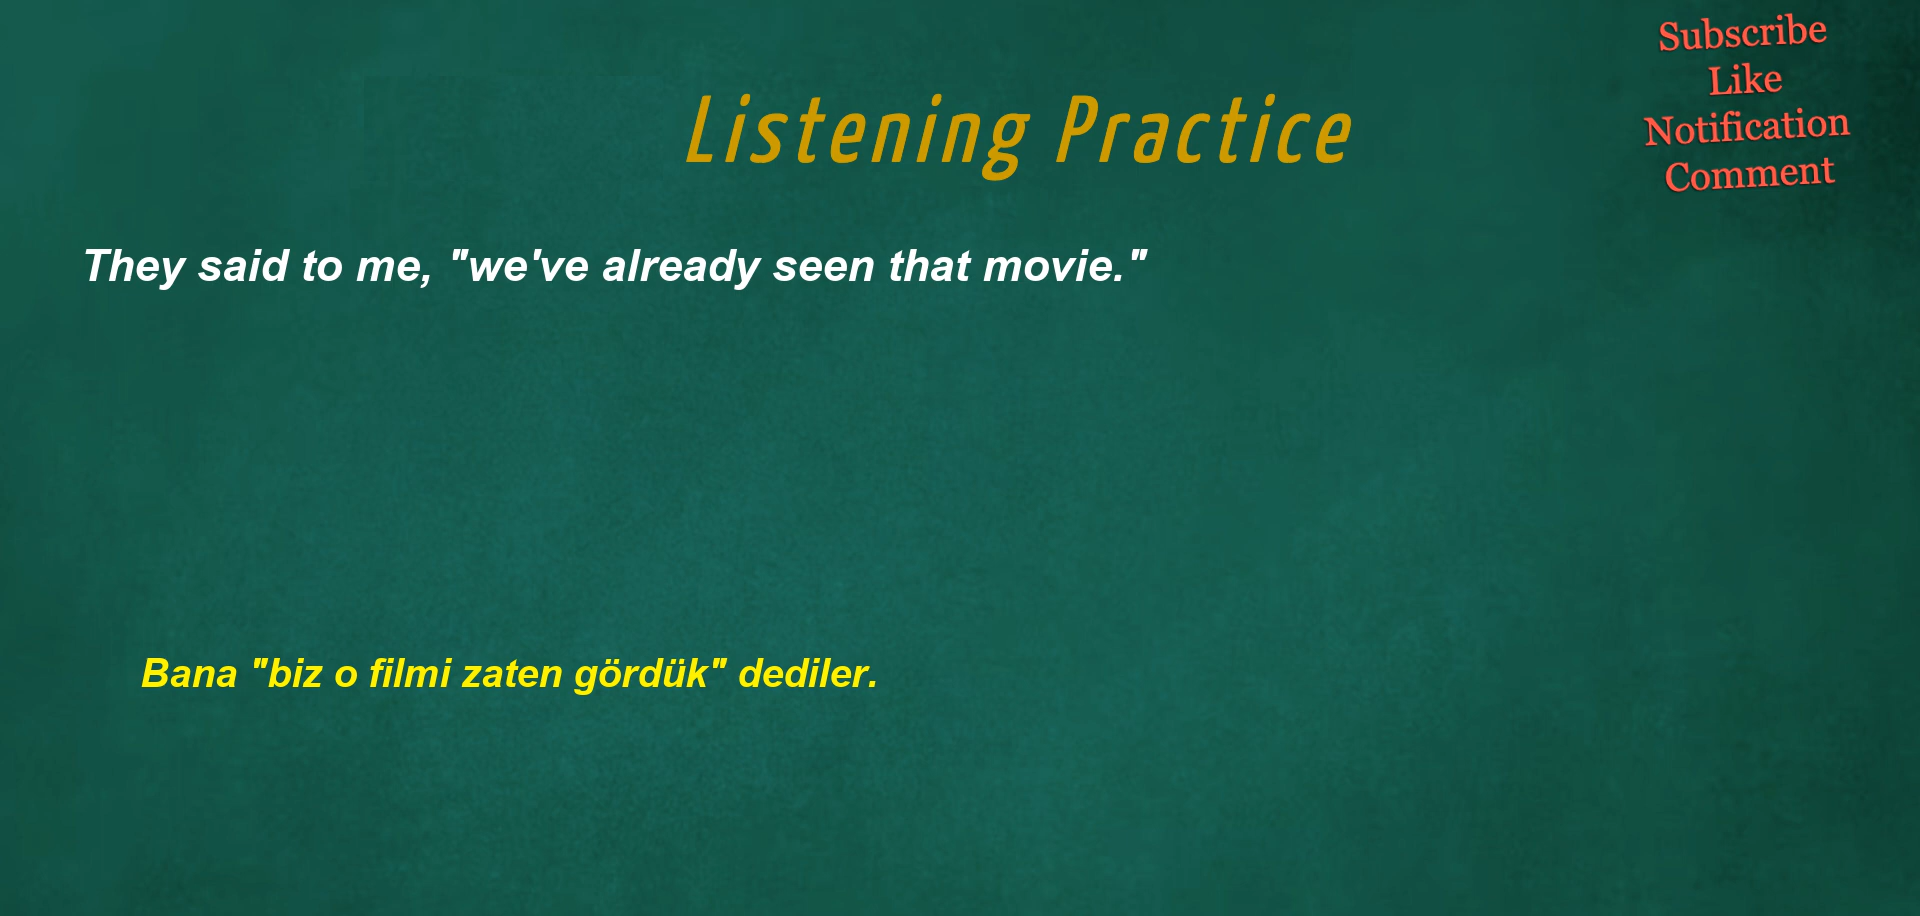 Subscribe
Like
Notification
Comment
Listening Practice
They said to me, "we've already seen that movie."
Bana "biz o filmi zaten gördük" dediler.